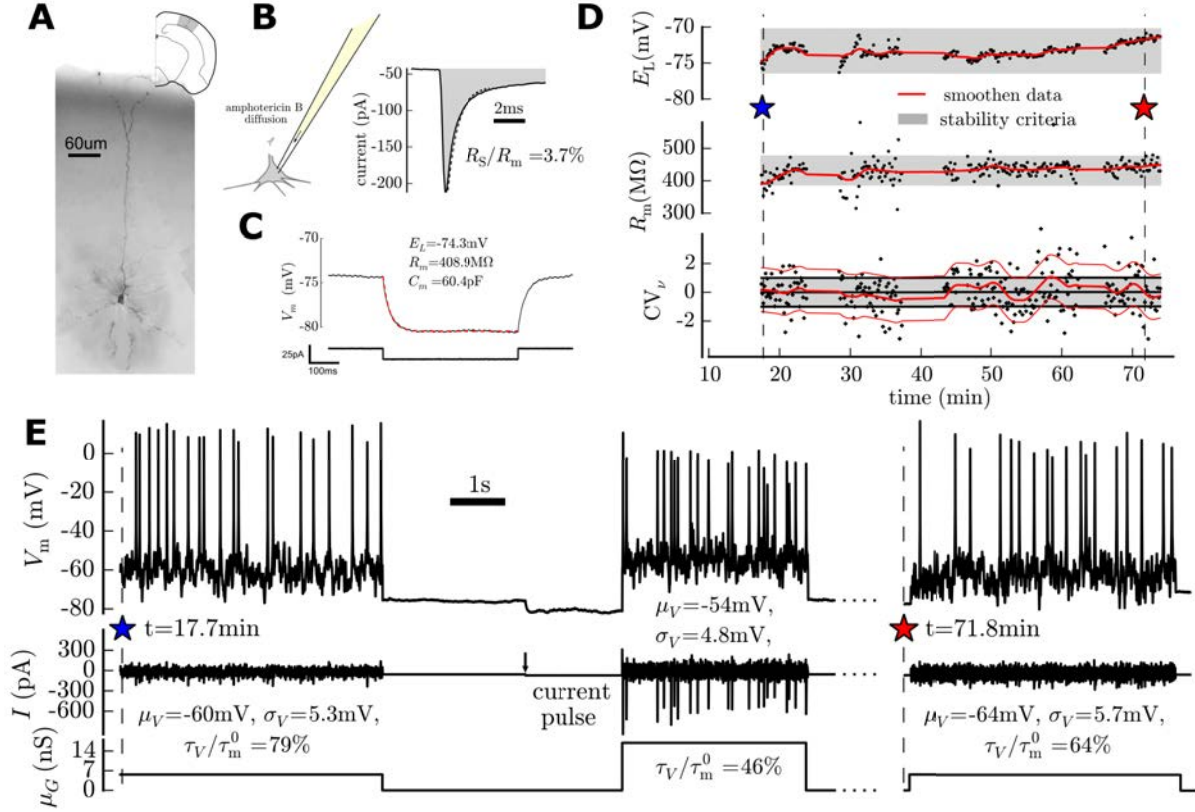 A
60um
B
amphotericin B
diffusion
current (pA)
-50
-100
-150
-200
2ms
R_S/R_m =3.7%
C
V_m (mV)
-70
-75
-80
E_L=-74.3mV
R_m=408.9MΩ
C_m=60.4pF
25pA
100ms
D
E_L(mV)
-70
-75
-80
smoothen data
stability criteria
R_m(MΩ)
500
400
300
CV_ν
2
0
-2
10 20 30 40 50 60 70
time (min)
E
V_m (mV)
0
-20
-40
-60
-80
1s
t=17.7min
μ_V=-54mV,
σ_V=4.8mV,
t=71.8min
I (pA)
300
0
-300
-600
current
pulse
μ_V=-60mV, σ_V=5.3mV,
τ_V/τ_m^0 =79%
τ_V/τ_m^0 =46%
μ_V=-64mV, σ_V=5.7mV,
τ_V/τ_m^0 =64%
μ_G (nS)
14
7
0